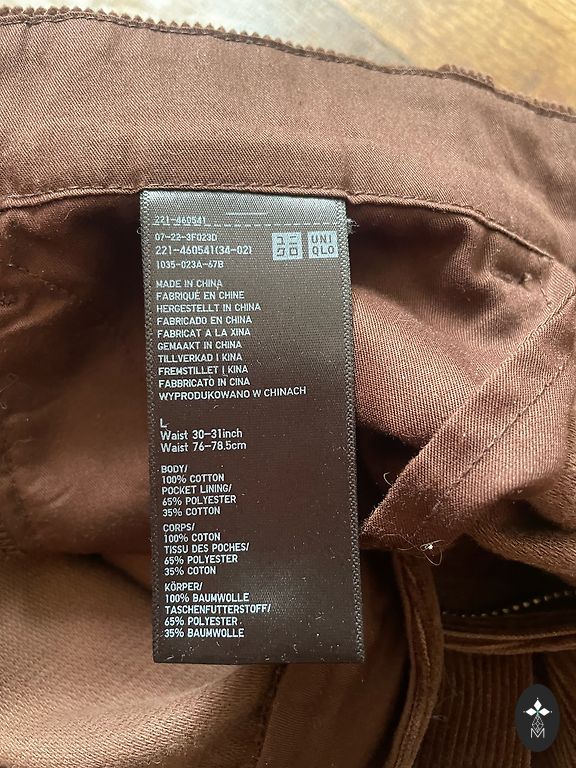 221-460541
07-22-3F023D
221-460541(34-02)
1035-023A-67B
ユニ
クロ
UNI
QLO
MADE IN CHINA
FABRIQUÉ EN CHINE
HERGESTELLT IN CHINA
FABRICADO EN CHINA
FABRICAT A LA XINA
GEMAAKT IN CHINA
TILLVERKAD I KINA
FREMSTILLET I KINA
FABBRICATO IN CINA
WYPRODUKOWANO W CHINACH
L
Waist 30-31inch
Waist 76-78.5cm
BODY/
100% COTTON
POCKET LINING/
65% POLYESTER
35% COTTON
CORPS/
100% COTON
TISSU DES POCHES/
65% POLYESTER
35% COTON
KÖRPER/
100% BAUMWOLLE
TASCHENFUTTERSTOFF/
65% POLYESTER
35% BAUMWOLLE
M